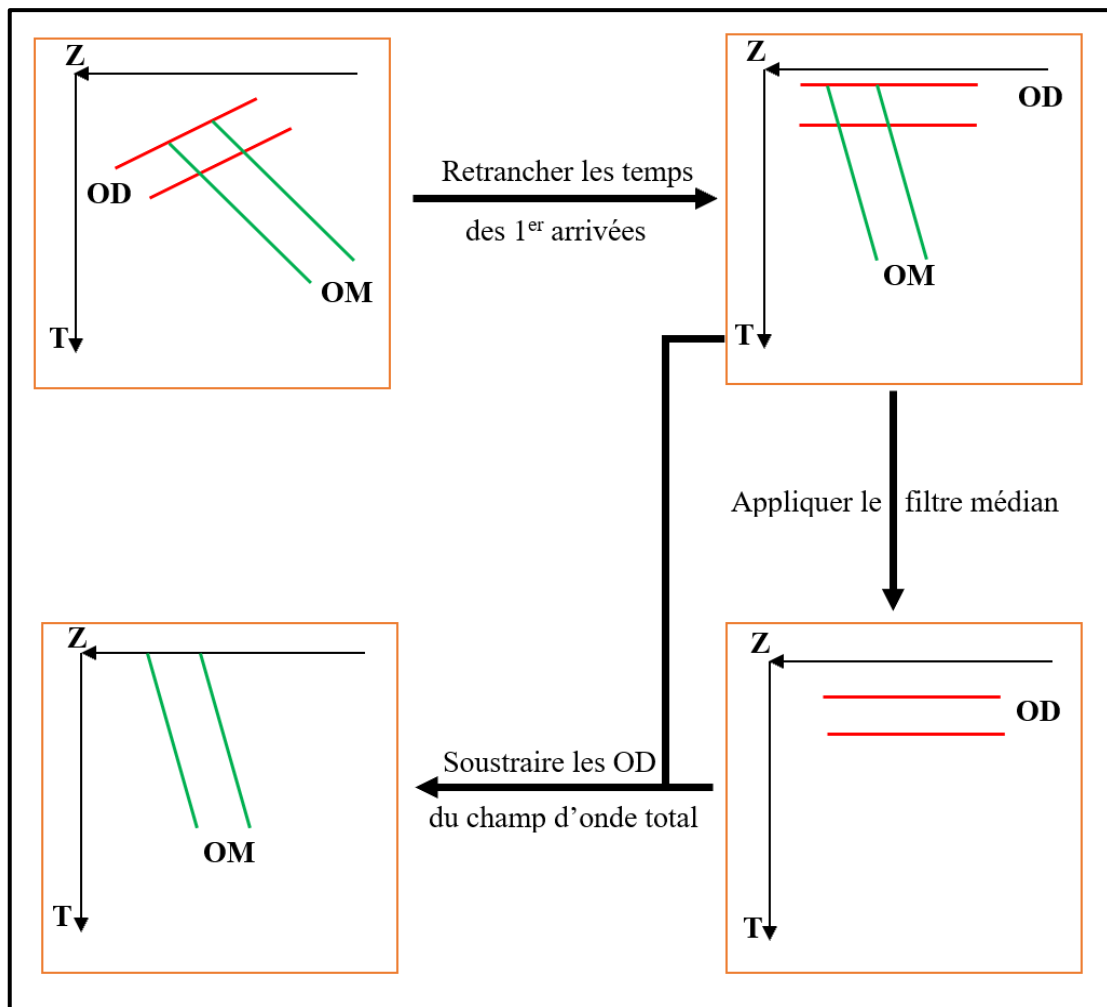 Z
OD
OM
T
Retrancher les temps
des 1er arrivées
Z
OD
OM
T
Appliquer le filtre médian
Z
OD
T
Soustraire les OD
du champ d’onde total
Z
OM
T